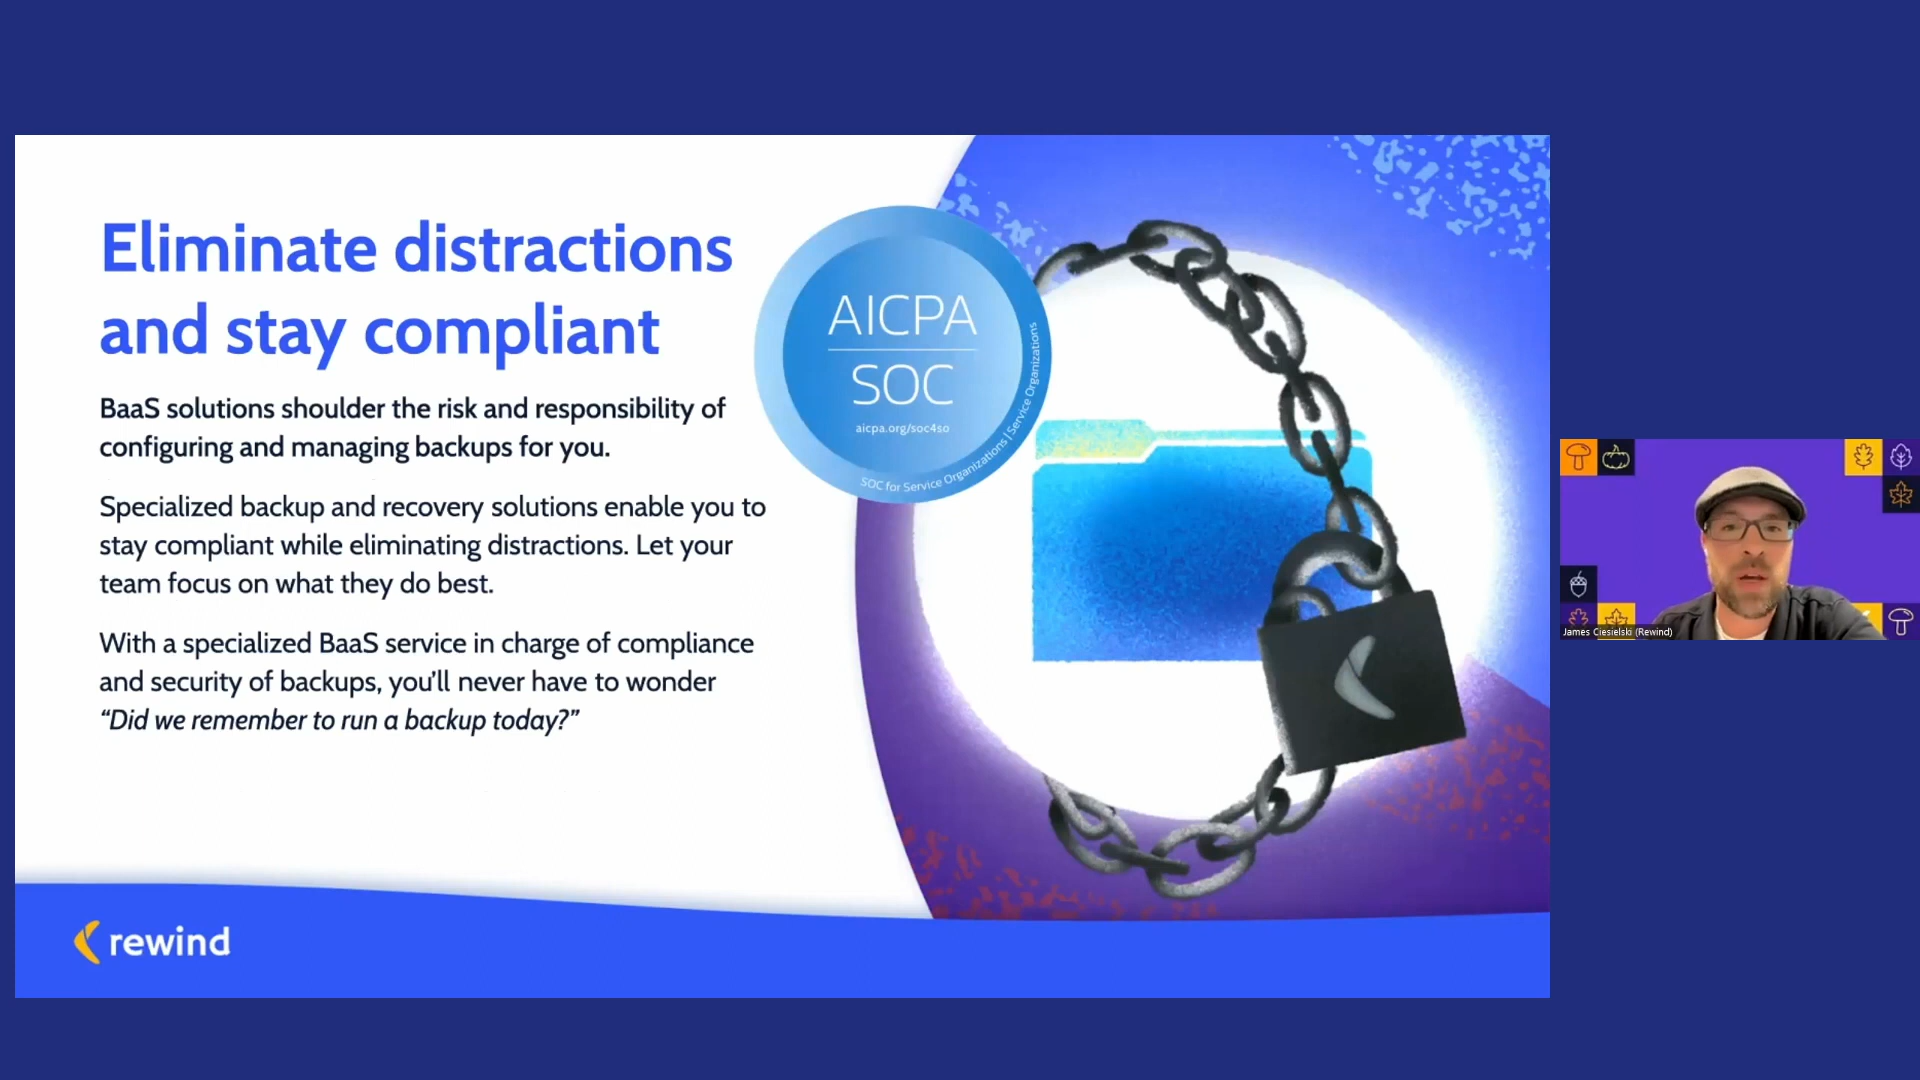 Eliminate distractions
and stay compliant
BaaS solutions shoulder the risk and responsibility of
configuring and managing backups for you.
Specialized backup and recovery solutions enable you to
stay compliant while eliminating distractions. Let your
team focus on what they do best.
With a specialized BaaS service in charge of compliance
and security of backups, you’ll never have to wonder
“Did we remember to run a backup today?”
AICPA
SOC
aicpa.org/soc4so
SOC for Service Organizations | Service Organizations
rewind
James Ciesielski (Rewind)